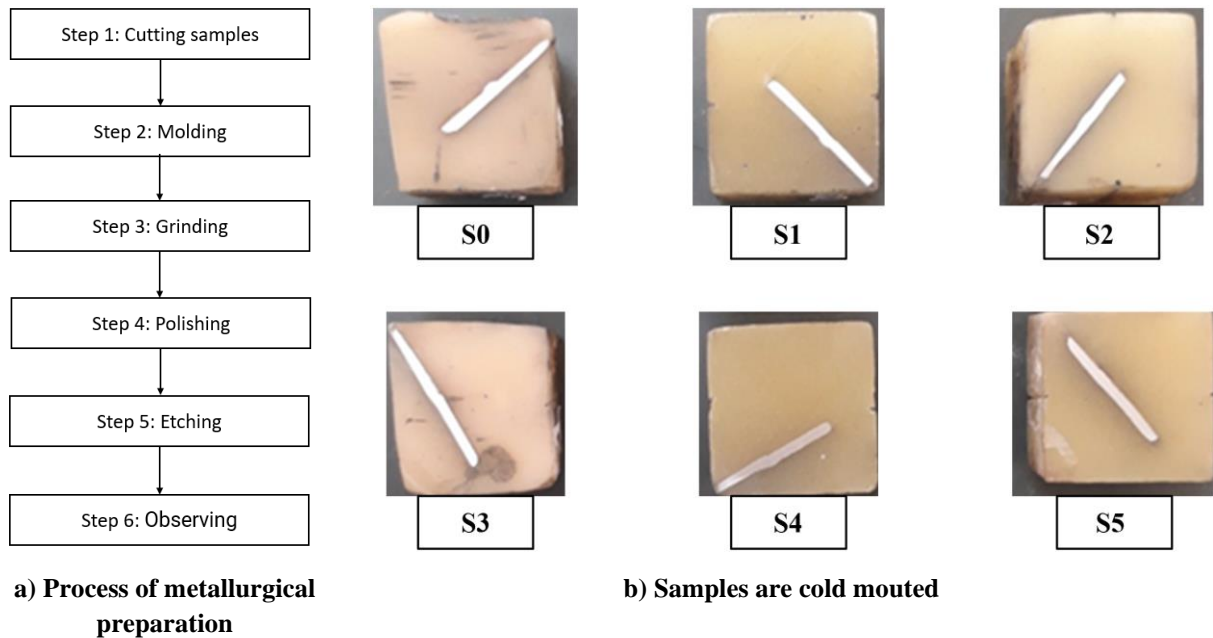 Step 1: Cutting samples
Step 2: Molding
Step 3: Grinding
Step 4: Polishing
Step 5: Etching
Step 6: Observing
a) Process of metallurgical
preparation
S0
S1
S2
S3
S4
S5
b) Samples are cold mouted